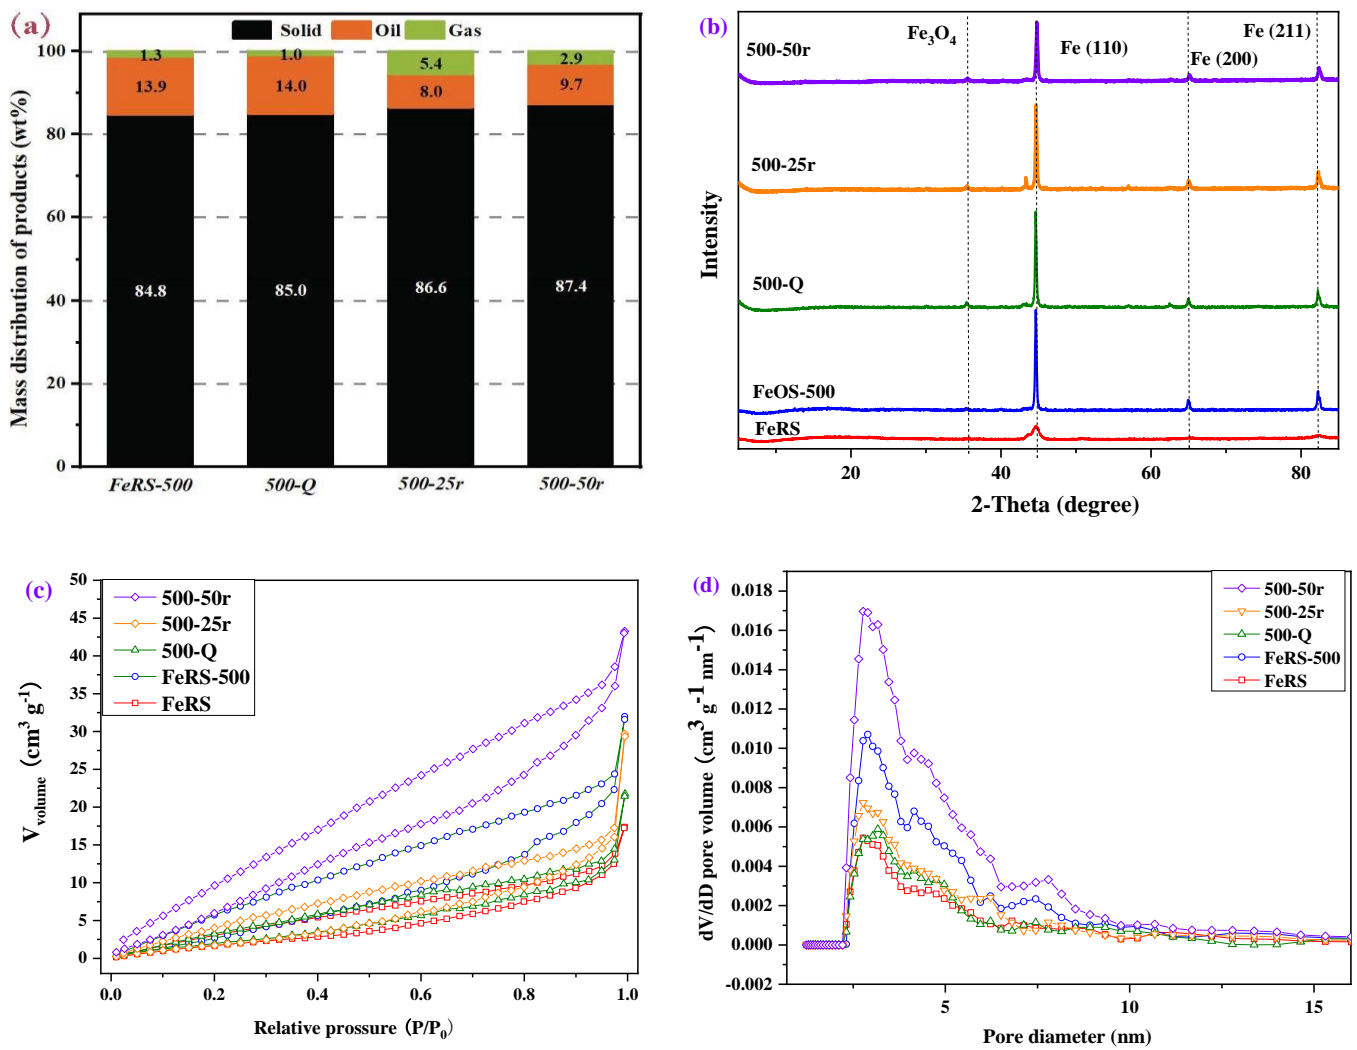 (a)
Solid Oil Gas
Mass distribution of products (wt%)
100
80
60
40
20
0
1.3
13.9
84.8
1.0
14.0
85.0
5.4
8.0
86.6
2.9
9.7
87.4
FeRS-500 500-Q 500-25r 500-50r
(b)
Intensity
500-50r
500-25r
500-Q
FeOS-500
FeRS
Fe₃O₄
Fe (110)
Fe (200)
Fe (211)
20 40 60 80
2-Theta (degree)
(c)
V_volume (cm³ g⁻¹)
50
45
40
35
30
25
20
15
10
5
0
500-50r
500-25r
500-Q
FeRS-500
FeRS
0.0 0.2 0.4 0.6 0.8 1.0
Relative prossure (P/P₀)
(d)
dV/dD pore volume (cm³ g⁻¹ nm⁻¹)
0.018
0.016
0.014
0.012
0.010
0.008
0.006
0.004
0.002
0.000
-0.002
500-50r
500-25r
500-Q
FeRS-500
FeRS
5 10 15
Pore diameter (nm)